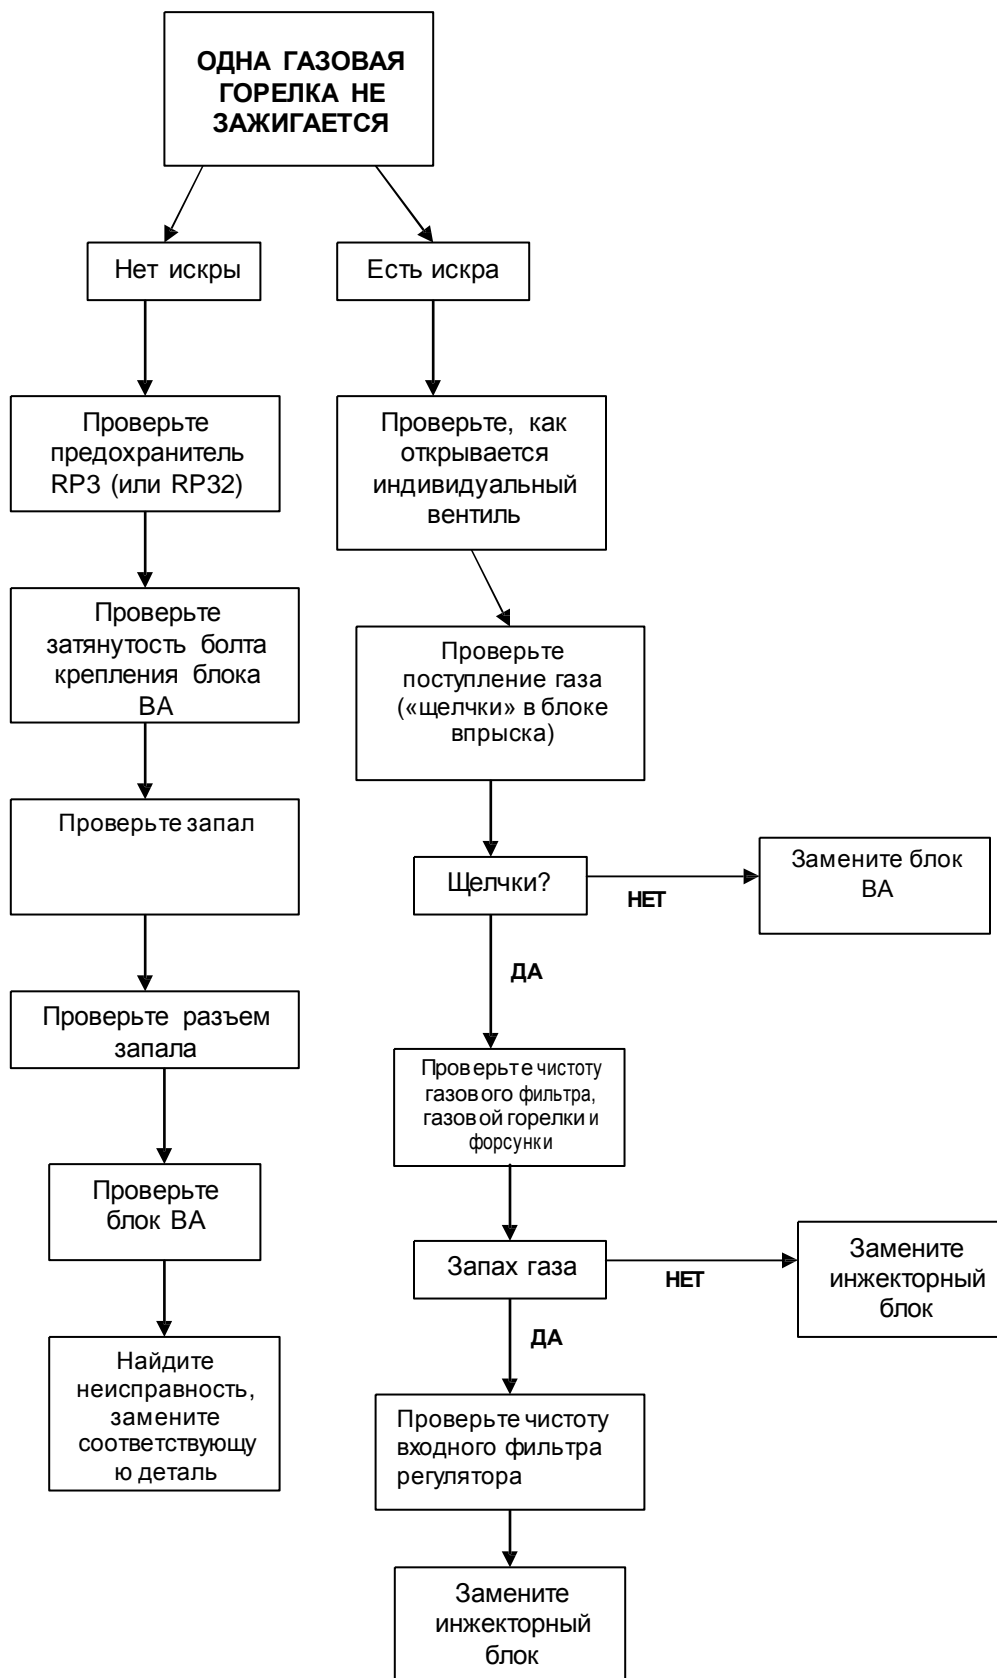 ОДНА ГАЗОВАЯ
ГОРЕЛКА НЕ
ЗАЖИГАЕТСЯ
Нет искры
Есть искра
Проверьте
предохранитель
RP3 (или RP32)
Проверьте, как
открывается
индивидуальный
вентиль
Проверьте
затянутость болта
крепления блока
BA
Проверьте
поступление газа
(«щелчки» в блоке
впрыска)
Проверьте запал
Щелчки?
НЕТ
Замените блок
BA
ДА
Проверьте разъем
запала
Проверьте чистоту
газового фильтра,
газовой горелки и
форсунки
Проверьте
блок BA
Запах газа
НЕТ
Замените
инжекторный
блок
ДА
Найдите
неисправность,
замените
соответствующу
ю деталь
Проверьте чистоту
входного фильтра
регулятора
Замените
инжекторный
блок